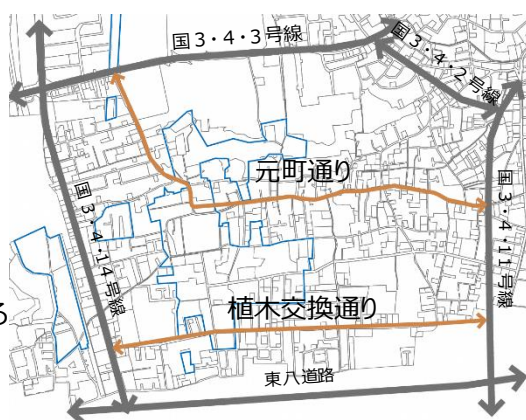 国3・4・3号線
国3・4・2号線
元町通り
国3・4・14号線
国3・4・11号線
る
植木交換通り
東八道路